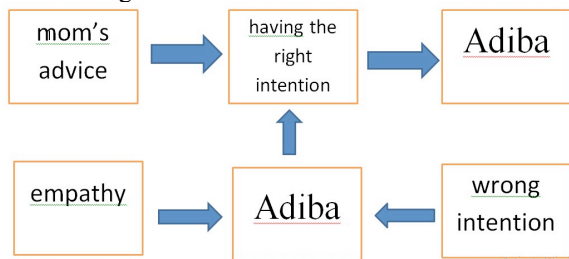 mom's
advice
having the
right
intention
Adiba
empathy
Adiba
wrong
intention